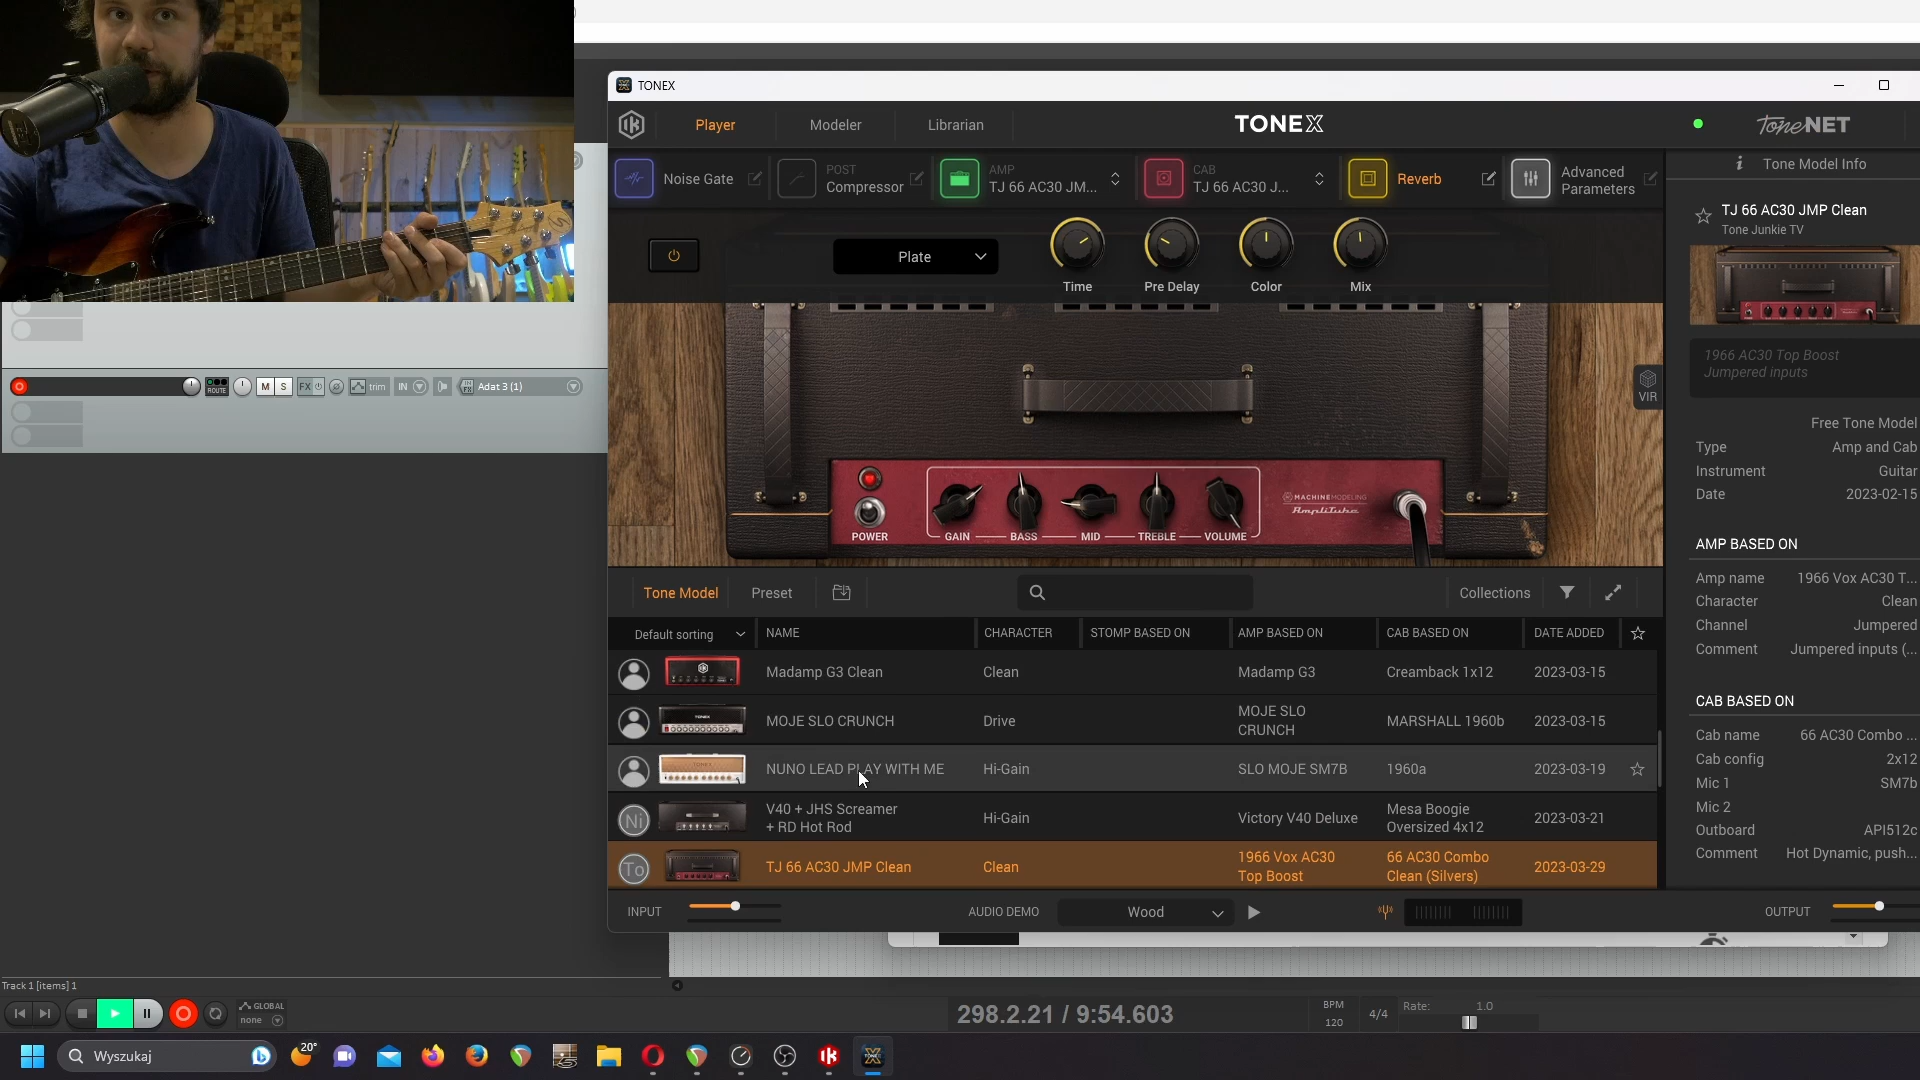 TONEX
Player
Modeler
Librarian
TONEX
ToneNET
Noise Gate
POST
Compressor
AMP
TJ 66 AC30 JM...
CAB
TJ 66 AC30 J...
Reverb
Advanced
Parameters
Tone Model Info
TJ 66 AC30 JMP Clean
Tone Junkie TV
Plate
Time
Pre Delay
Color
Mix
1966 AC30 Top Boost
Jumpered inputs
VIR
ROUTE
M S
FX
trim
IN
FX
Adat 3 (1)
Free Tone Model
Type Amp and Cab
Instrument Guitar
Date 2023-02-15
POWER
GAIN
BASS
MID
TREBLE
VOLUME
MACHINE MODELING
AmpliTube
AMP BASED ON
Amp name 1966 Vox AC30 T...
Character Clean
Channel Jumpered
Comment Jumpered inputs (...
Tone Model
Preset
Collections
Default sorting
NAME
CHARACTER
STOMP BASED ON
AMP BASED ON
CAB BASED ON
DATE ADDED
Madamp G3 Clean
Clean
Madamp G3
Creamback 1x12
2023-03-15
MOJE SLO CRUNCH
Drive
MOJE SLO
CRUNCH
MARSHALL 1960b
2023-03-15
NUNO LEAD PLAY WITH ME
Hi-Gain
SLO MOJE SM7B
1960a
2023-03-19
Ni
V40 + JHS Screamer
+ RD Hot Rod
Hi-Gain
Victory V40 Deluxe
Mesa Boogie
Oversized 4x12
2023-03-21
To
TJ 66 AC30 JMP Clean
Clean
1966 Vox AC30
Top Boost
66 AC30 Combo
Clean (Silvers)
2023-03-29
CAB BASED ON
Cab name 66 AC30 Combo ...
Cab config 2x12
Mic 1 SM7b
Mic 2
Outboard API512c
Comment Hot Dynamic, push...
INPUT
AUDIO DEMO
Wood
OUTPUT
Track 1 [items] 1
GLOBAL
none
298.2.21 / 9:54.603
BPM
120
4/4
Rate: 1.0
Wyszukaj
20°